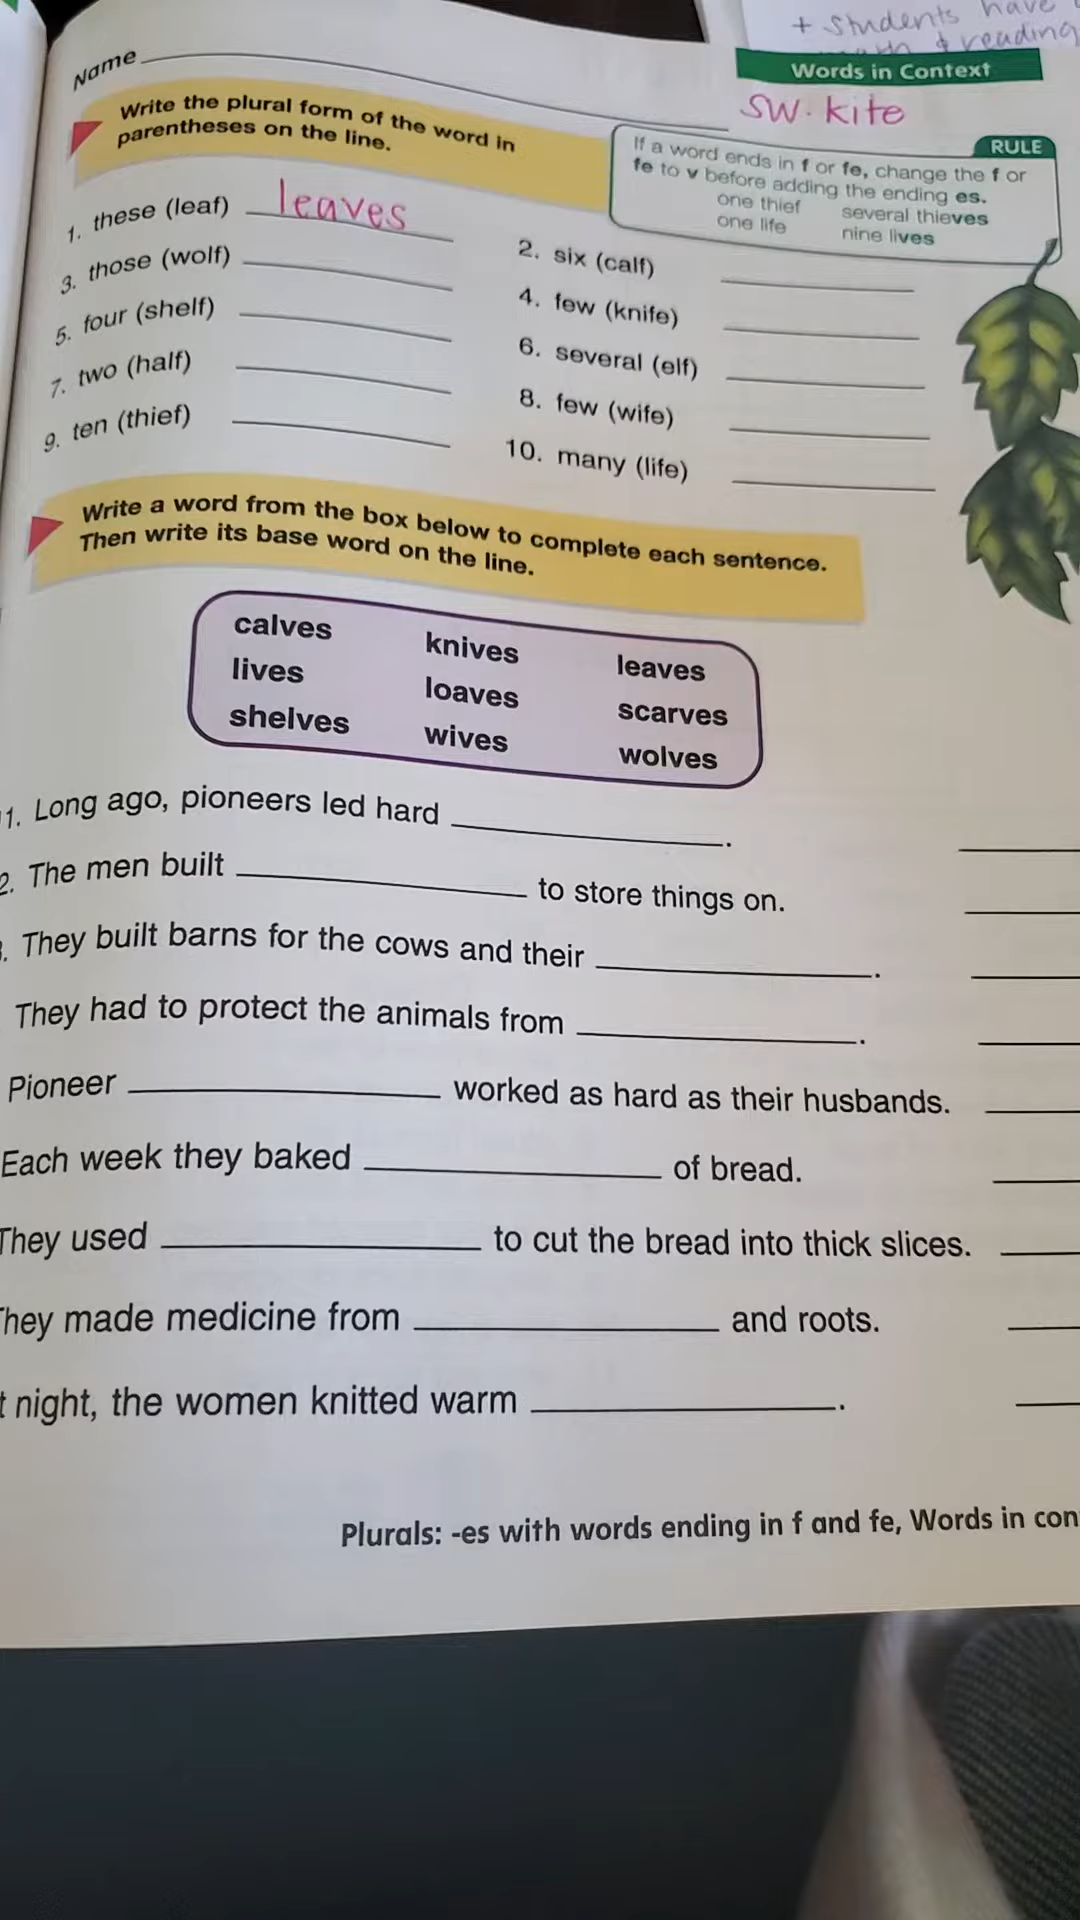 + students have
& reading
Name
Words in Context
sw. kite
Write the plural form of the word in
parentheses on the line.
RULE
If a word ends in f or fe, change the f or
fe to v before adding the ending es.
one thief several thieves
one life nine lives
1. these (leaf) leaves
2. six (calf)
3. those (wolf)
4. few (knife)
5. four (shelf)
6. several (elf)
7. two (half)
8. few (wife)
9. ten (thief)
10. many (life)
Write a word from the box below to complete each sentence.
Then write its base word on the line.
calves knives leaves
lives loaves scarves
shelves wives wolves
1. Long ago, pioneers led hard .
2. The men built to store things on.
. They built barns for the cows and their .
They had to protect the animals from .
Pioneer worked as hard as their husbands.
Each week they baked of bread.
They used to cut the bread into thick slices.
They made medicine from and roots.
t night, the women knitted warm .
Plurals: -es with words ending in f and fe, Words in con